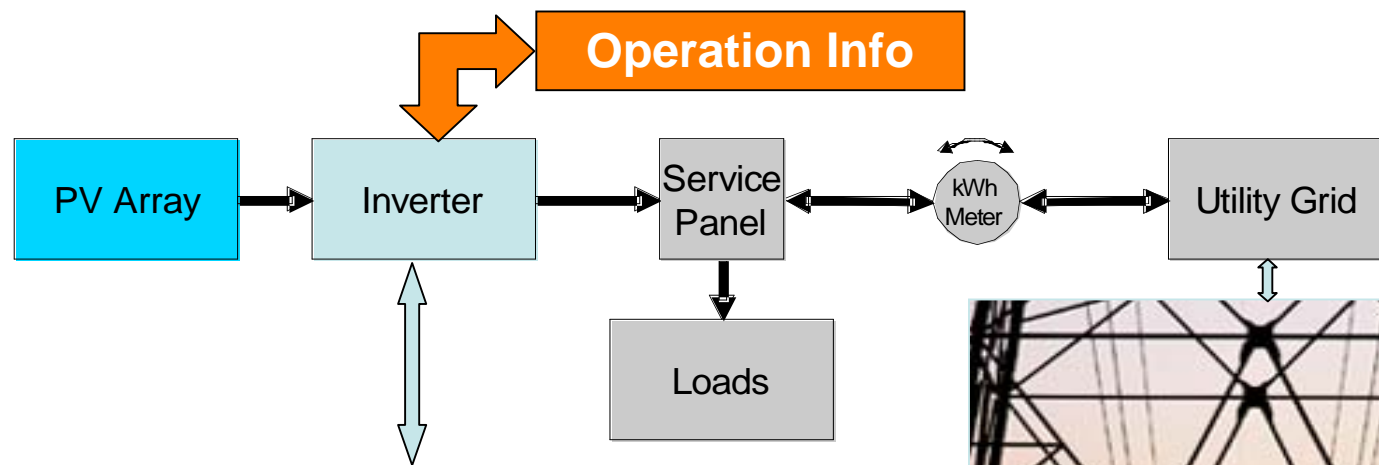 Operation Info
PV Array
Inverter
Service
Panel
kWh
Meter
Utility Grid
Loads